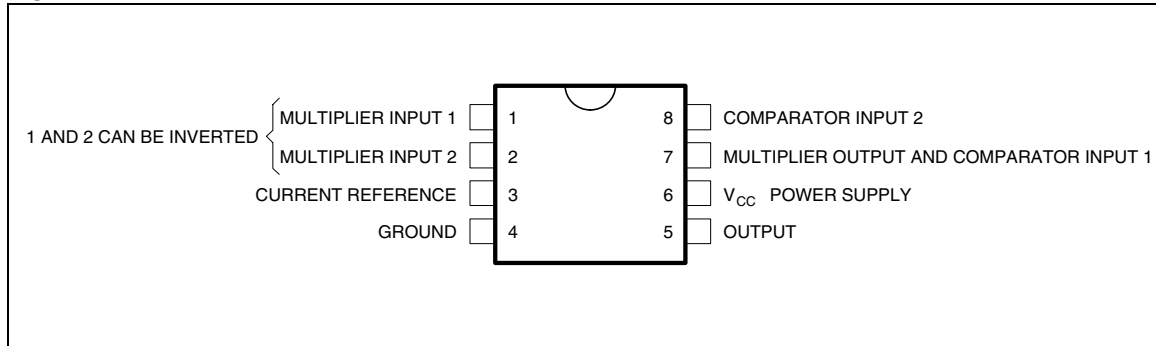 1 AND 2 CAN BE INVERTED
MULTIPLIER INPUT 1
MULTIPLIER INPUT 2
CURRENT REFERENCE
GROUND
1
2
3
4
8
7
6
5
COMPARATOR INPUT 2
MULTIPLIER OUTPUT AND COMPARATOR INPUT 1
VCC POWER SUPPLY
OUTPUT